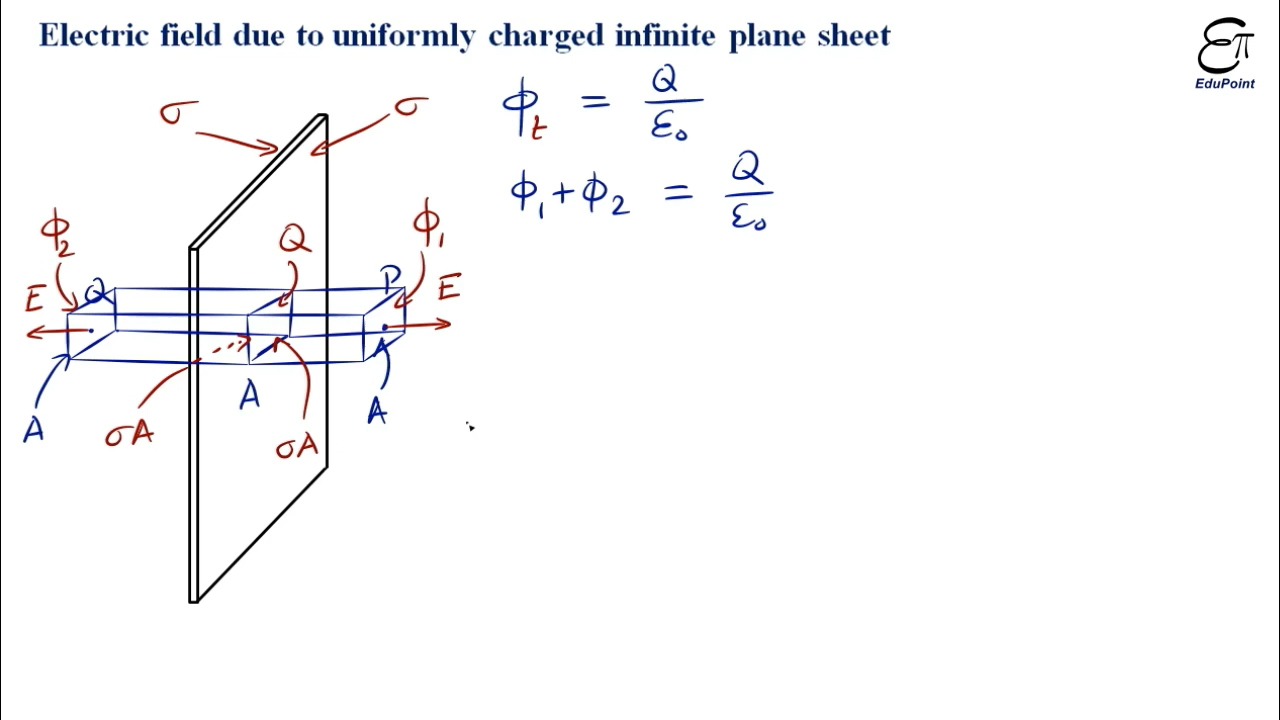 Electric field due to uniformly charged infinite plane sheet
επ
EduPoint
σ σ
ϕt = Q/ε₀
ϕ₁ + ϕ₂ = Q/ε₀
ϕ₂ Q ϕ₁
E Q P E
A
A σA A A
σA